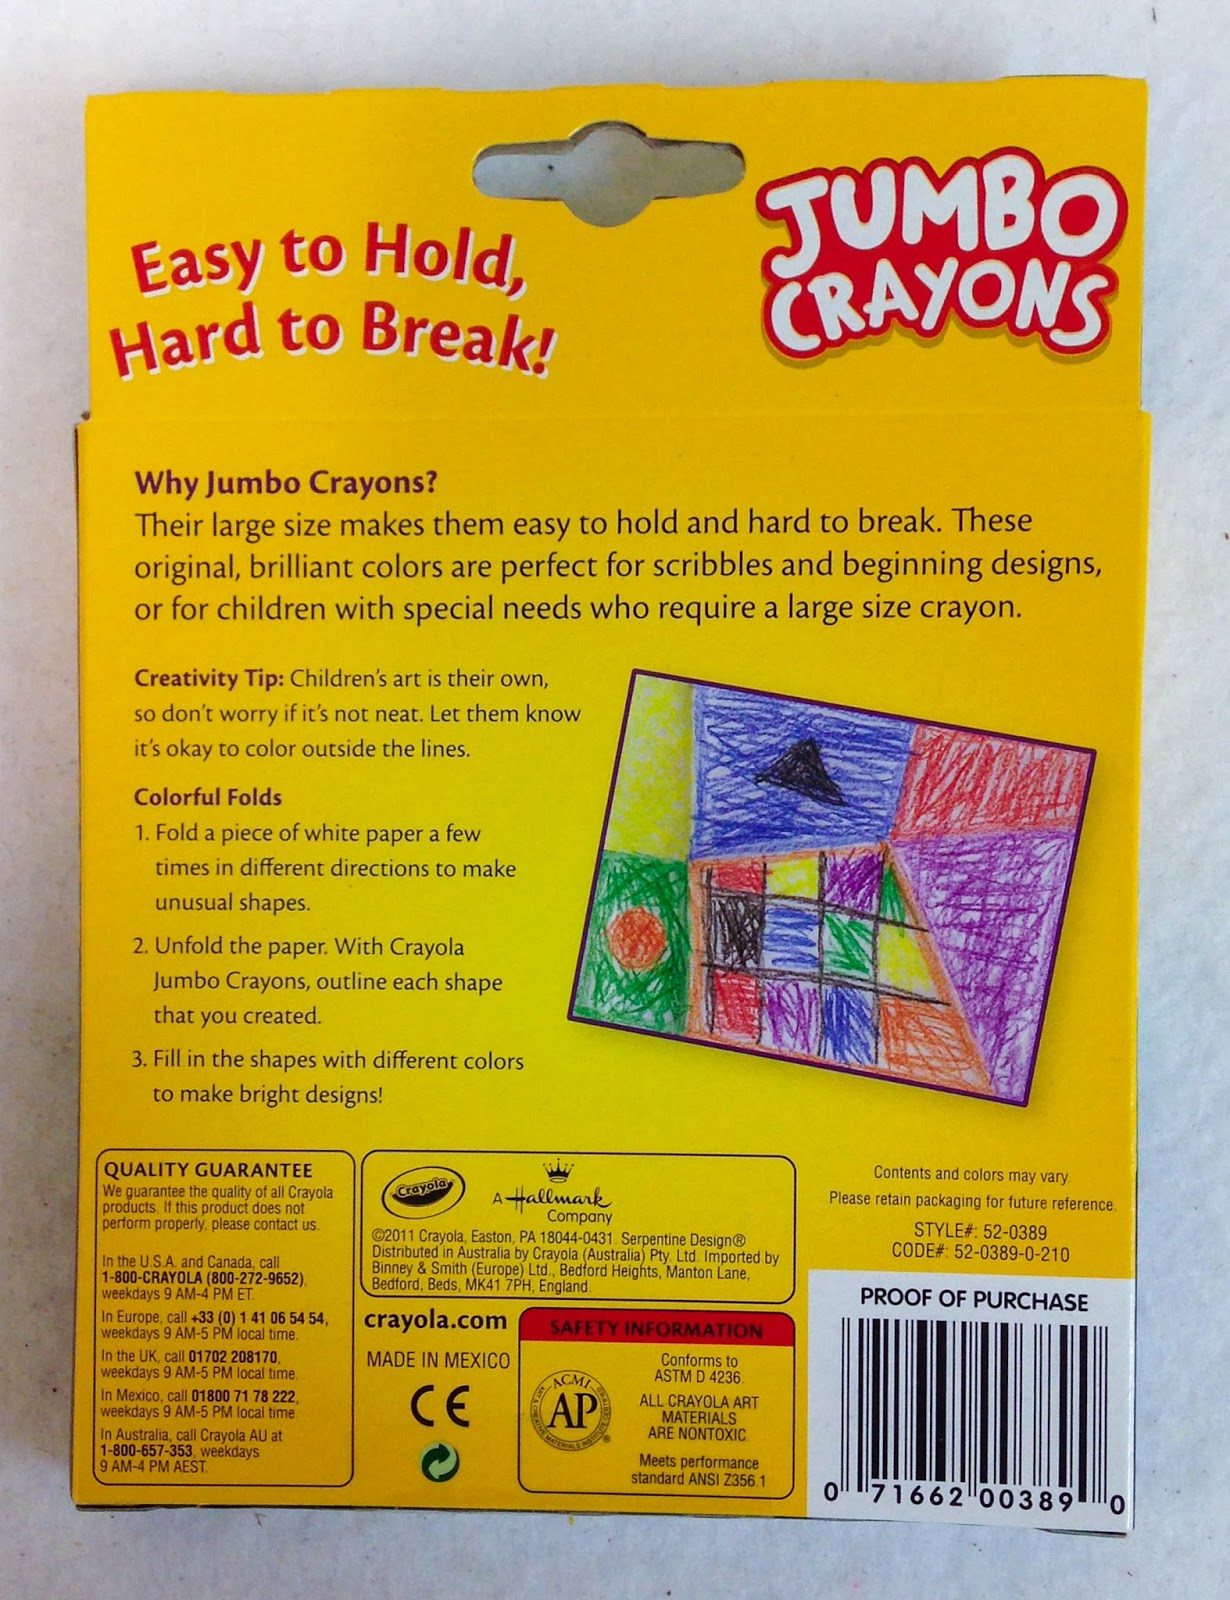 JUMBO
CRAYONS
Easy to Hold,
Hard to Break!
Why Jumbo Crayons?
Their large size makes them easy to hold and hard to break. These
original, brilliant colors are perfect for scribbles and beginning designs,
or for children with special needs who require a large size crayon.
Creativity Tip: Children's art is their own,
so don't worry if it's not neat. Let them know
it's okay to color outside the lines.
Colorful Folds
1. Fold a piece of white paper a few
times in different directions to make
unusual shapes.
2. Unfold the paper. With Crayola
Jumbo Crayons, outline each shape
that you created.
3. Fill in the shapes with different colors
to make bright designs!
QUALITY GUARANTEE
We guarantee the quality of all Crayola
products. If this product does not
perform properly, please contact us.
In the U.S.A. and Canada, call
1-800-CRAYOLA (800-272-9652),
weekdays 9 AM-4 PM ET.
In Europe, call +33 (0) 1 41 06 54 54,
weekdays 9 AM-5 PM local time.
In the UK, call 01702 208170,
weekdays 9 AM-5 PM local time.
In Mexico, call 01800 71 78 222,
weekdays 9 AM-5 PM local time.
In Australia, call Crayola AU at
1-800-657-353, weekdays
9 AM-4 PM AEST.
Crayola
A Hallmark
Company
©2011 Crayola, Easton, PA 18044-0431. Serpentine Design®
Distributed in Australia by Crayola (Australia) Pty. Ltd. Imported by
Binney & Smith (Europe) Ltd., Bedford Heights, Manton Lane,
Bedford, Beds, MK41 7PH, England.
crayola.com
MADE IN MEXICO
CE
SAFETY INFORMATION
ACMI
AP
ART & CREATIVE MATERIALS INSTITUTE CERTIFIED
®
Conforms to
ASTM D 4236.
ALL CRAYOLA ART
MATERIALS
ARE NONTOXIC.
Meets performance
standard ANSI Z356.1
Contents and colors may vary.
Please retain packaging for future reference.
STYLE#: 52-0389
CODE#: 52-0389-0-210
PROOF OF PURCHASE
0 71662 00389 0